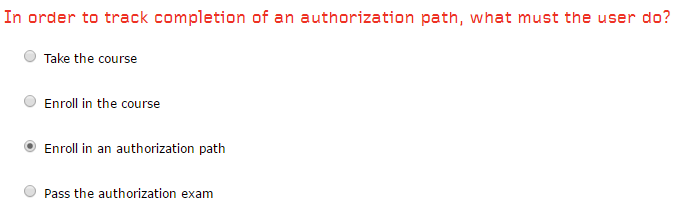 In order to track completion of an authorization path, what must the user do?
Take the course
Enroll in the course
Enroll in an authorization path
Pass the authorization exam